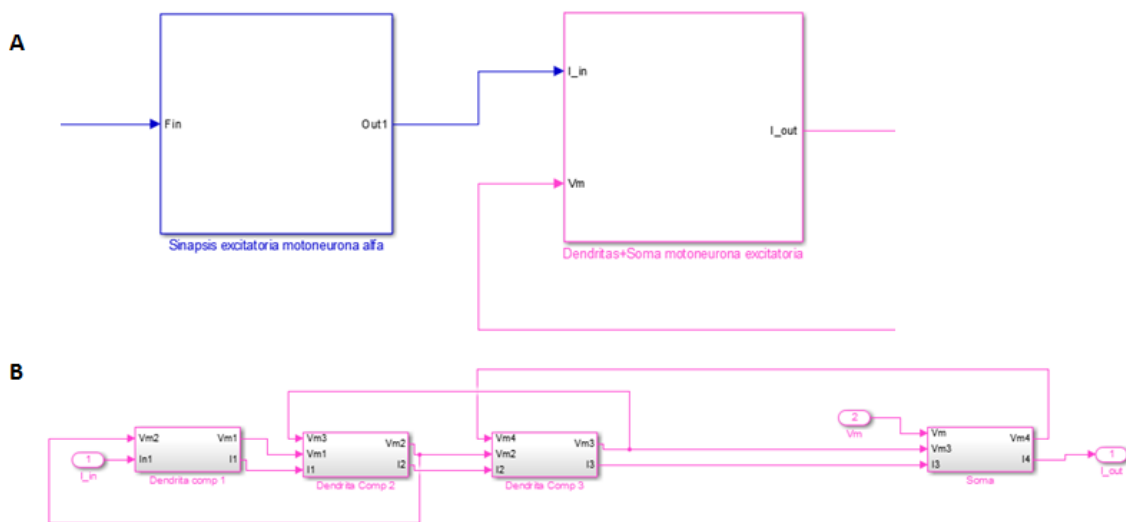 A
Fin
Out1
Sinapsis excitatoria motoneurona alfa
I_in
Vm
I_out
Dendritas+Soma motoneurona excitatoria
B
1
I_in
Vm2
In1
Vm1
I1
Dendrita comp 1
Vm3
Vm1
I1
Vm2
I2
Dendrita Comp 2
Vm4
Vm2
I2
Vm3
I3
Dendrita Comp 3
2
Vm
Vm
Vm3
I3
Vm4
I4
Soma
1
I_out